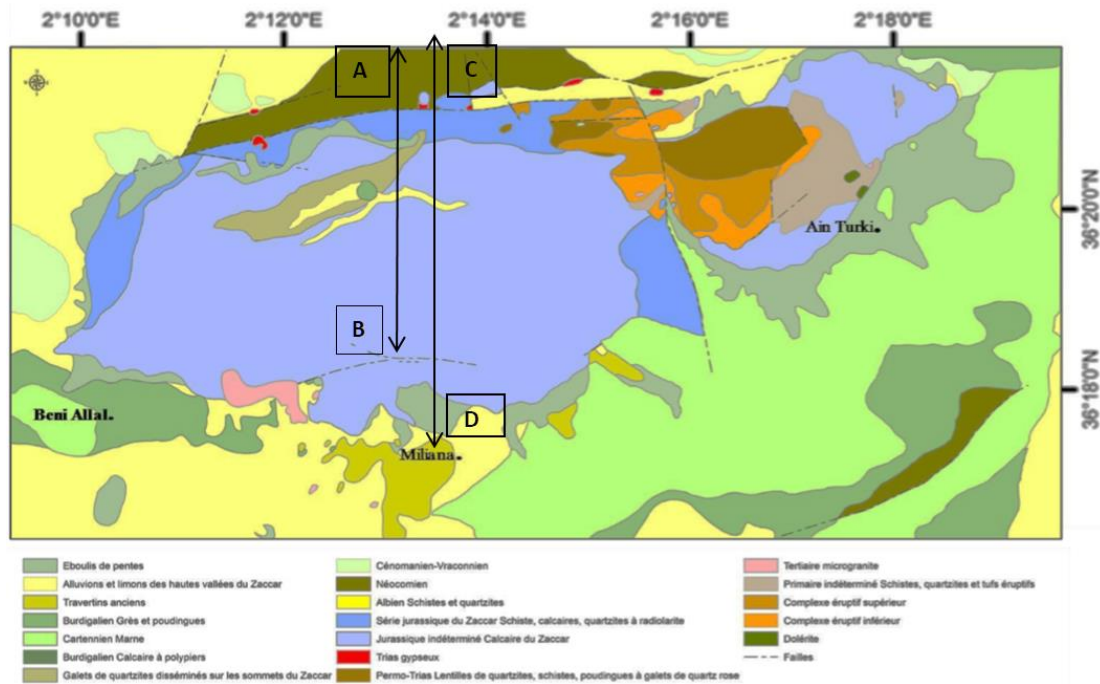 2°10'0"E 2°12'0"E 2°14'0"E 2°16'0"E 2°18'0"E
A
C
36°20'0"N
Ain Turki.
B
36°18'0"N
Beni Allal.
D
Miliana.
Eboulis de pentes
Alluvions et limons des hautes vallées du Zaccar
Travertins anciens
Burdigalien Grès et poudingues
Cartennien Marne
Burdigalien Calcaire à polypiers
Galets de quartzites disséminés sur les sommets du Zaccar
Cénomanien-Vraconnien
Néocomien
Albien Schistes et quartzites
Série jurassique du Zaccar Schiste, calcaires, quartzites à radiolarite
Jurassique indéterminé Calcaire du Zaccar
Trias gypseux
Permo-Trias Lentilles de quartzites, schistes, poudingues à galets de quartz rose
Tertiaire microgranite
Primaire indéterminé Schistes, quartzites et tufs éruptifs
Complexe éruptif supérieur
Complexe éruptif inférieur
Dolérite
Failles